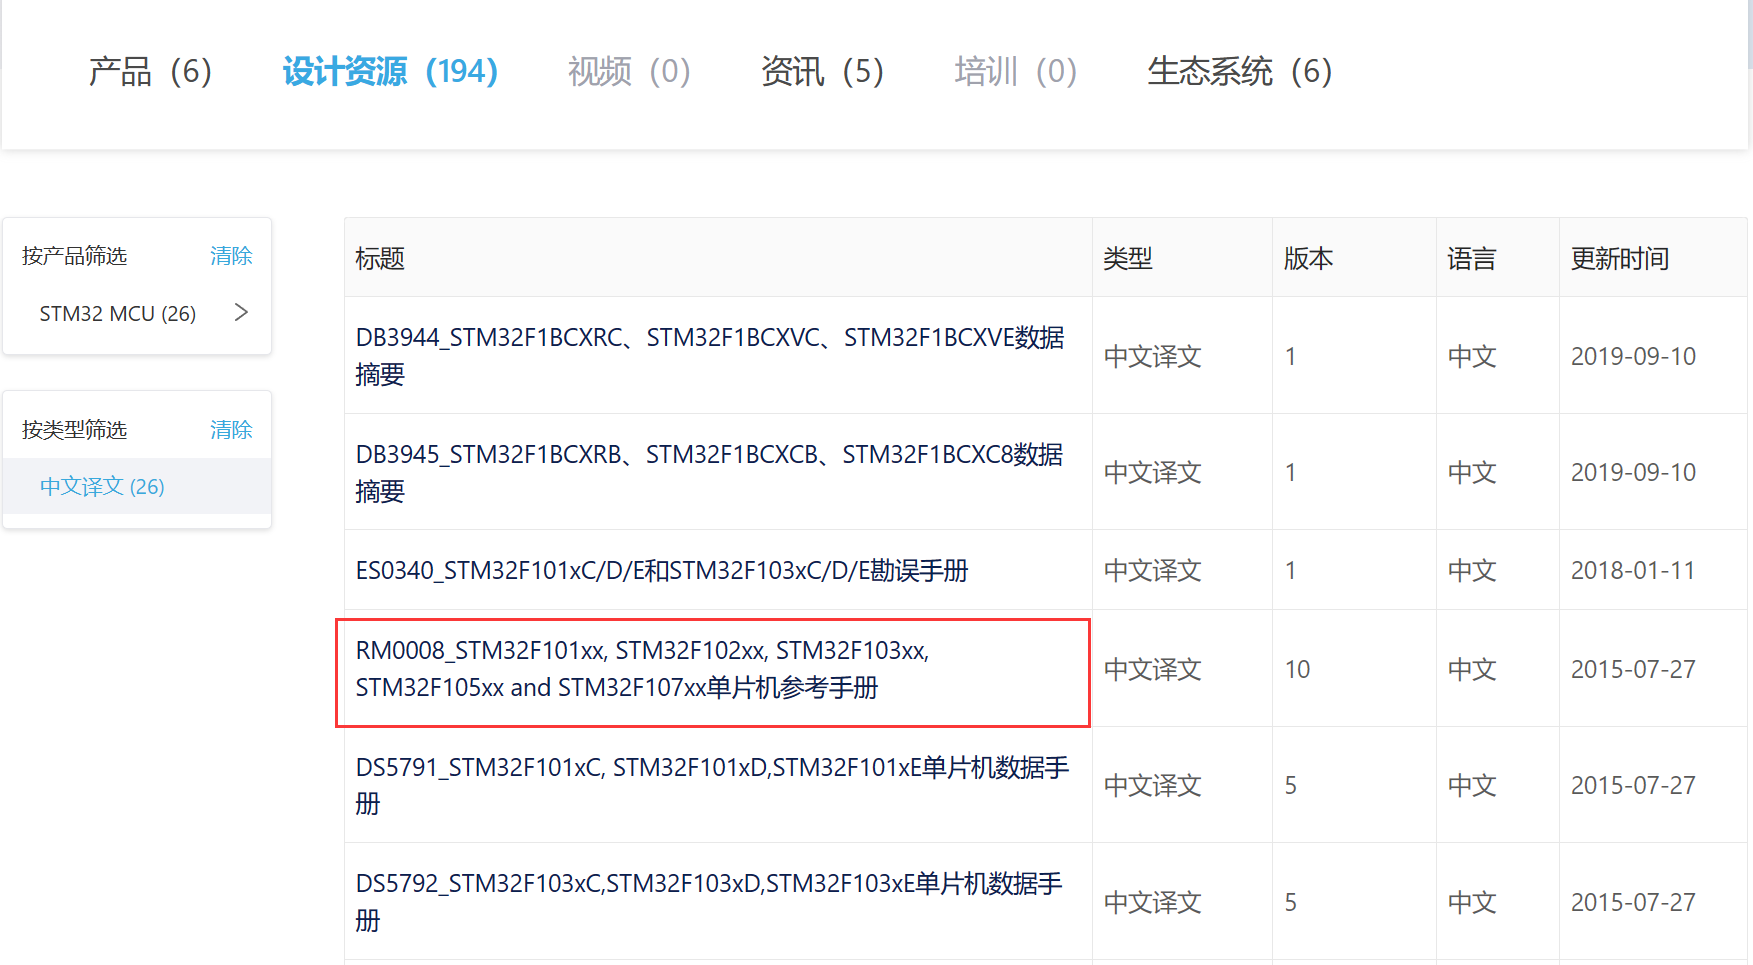 产品（6） 设计资源（194） 视频（0） 资讯（5） 培训（0） 生态系统（6）
按产品筛选 清除
STM32 MCU (26)
按类型筛选 清除
中文译文 (26)
标题 类型 版本 语言 更新时间
DB3944_STM32F1BCXRC、STM32F1BCXVC、STM32F1BCXVE数据
摘要
中文译文 1 中文 2019-09-10
DB3945_STM32F1BCXRB、STM32F1BCXCB、STM32F1BCXC8数据
摘要
中文译文 1 中文 2019-09-10
ES0340_STM32F101xC/D/E和STM32F103xC/D/E勘误手册 中文译文 1 中文 2018-01-11
RM0008_STM32F101xx, STM32F102xx, STM32F103xx,
STM32F105xx and STM32F107xx单片机参考手册
中文译文 10 中文 2015-07-27
DS5791_STM32F101xC, STM32F101xD,STM32F101xE单片机数据手
册
中文译文 5 中文 2015-07-27
DS5792_STM32F103xC,STM32F103xD,STM32F103xE单片机数据手
册
中文译文 5 中文 2015-07-27